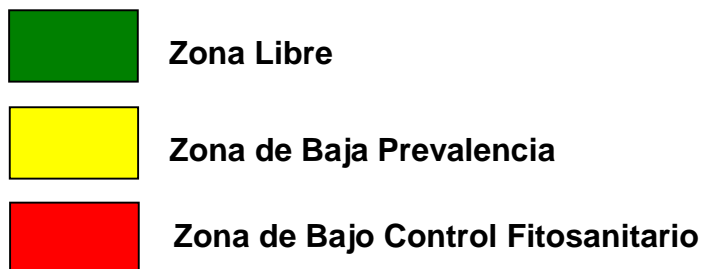 Zona Libre
Zona de Baja Prevalencia
Zona de Bajo Control Fitosanitario